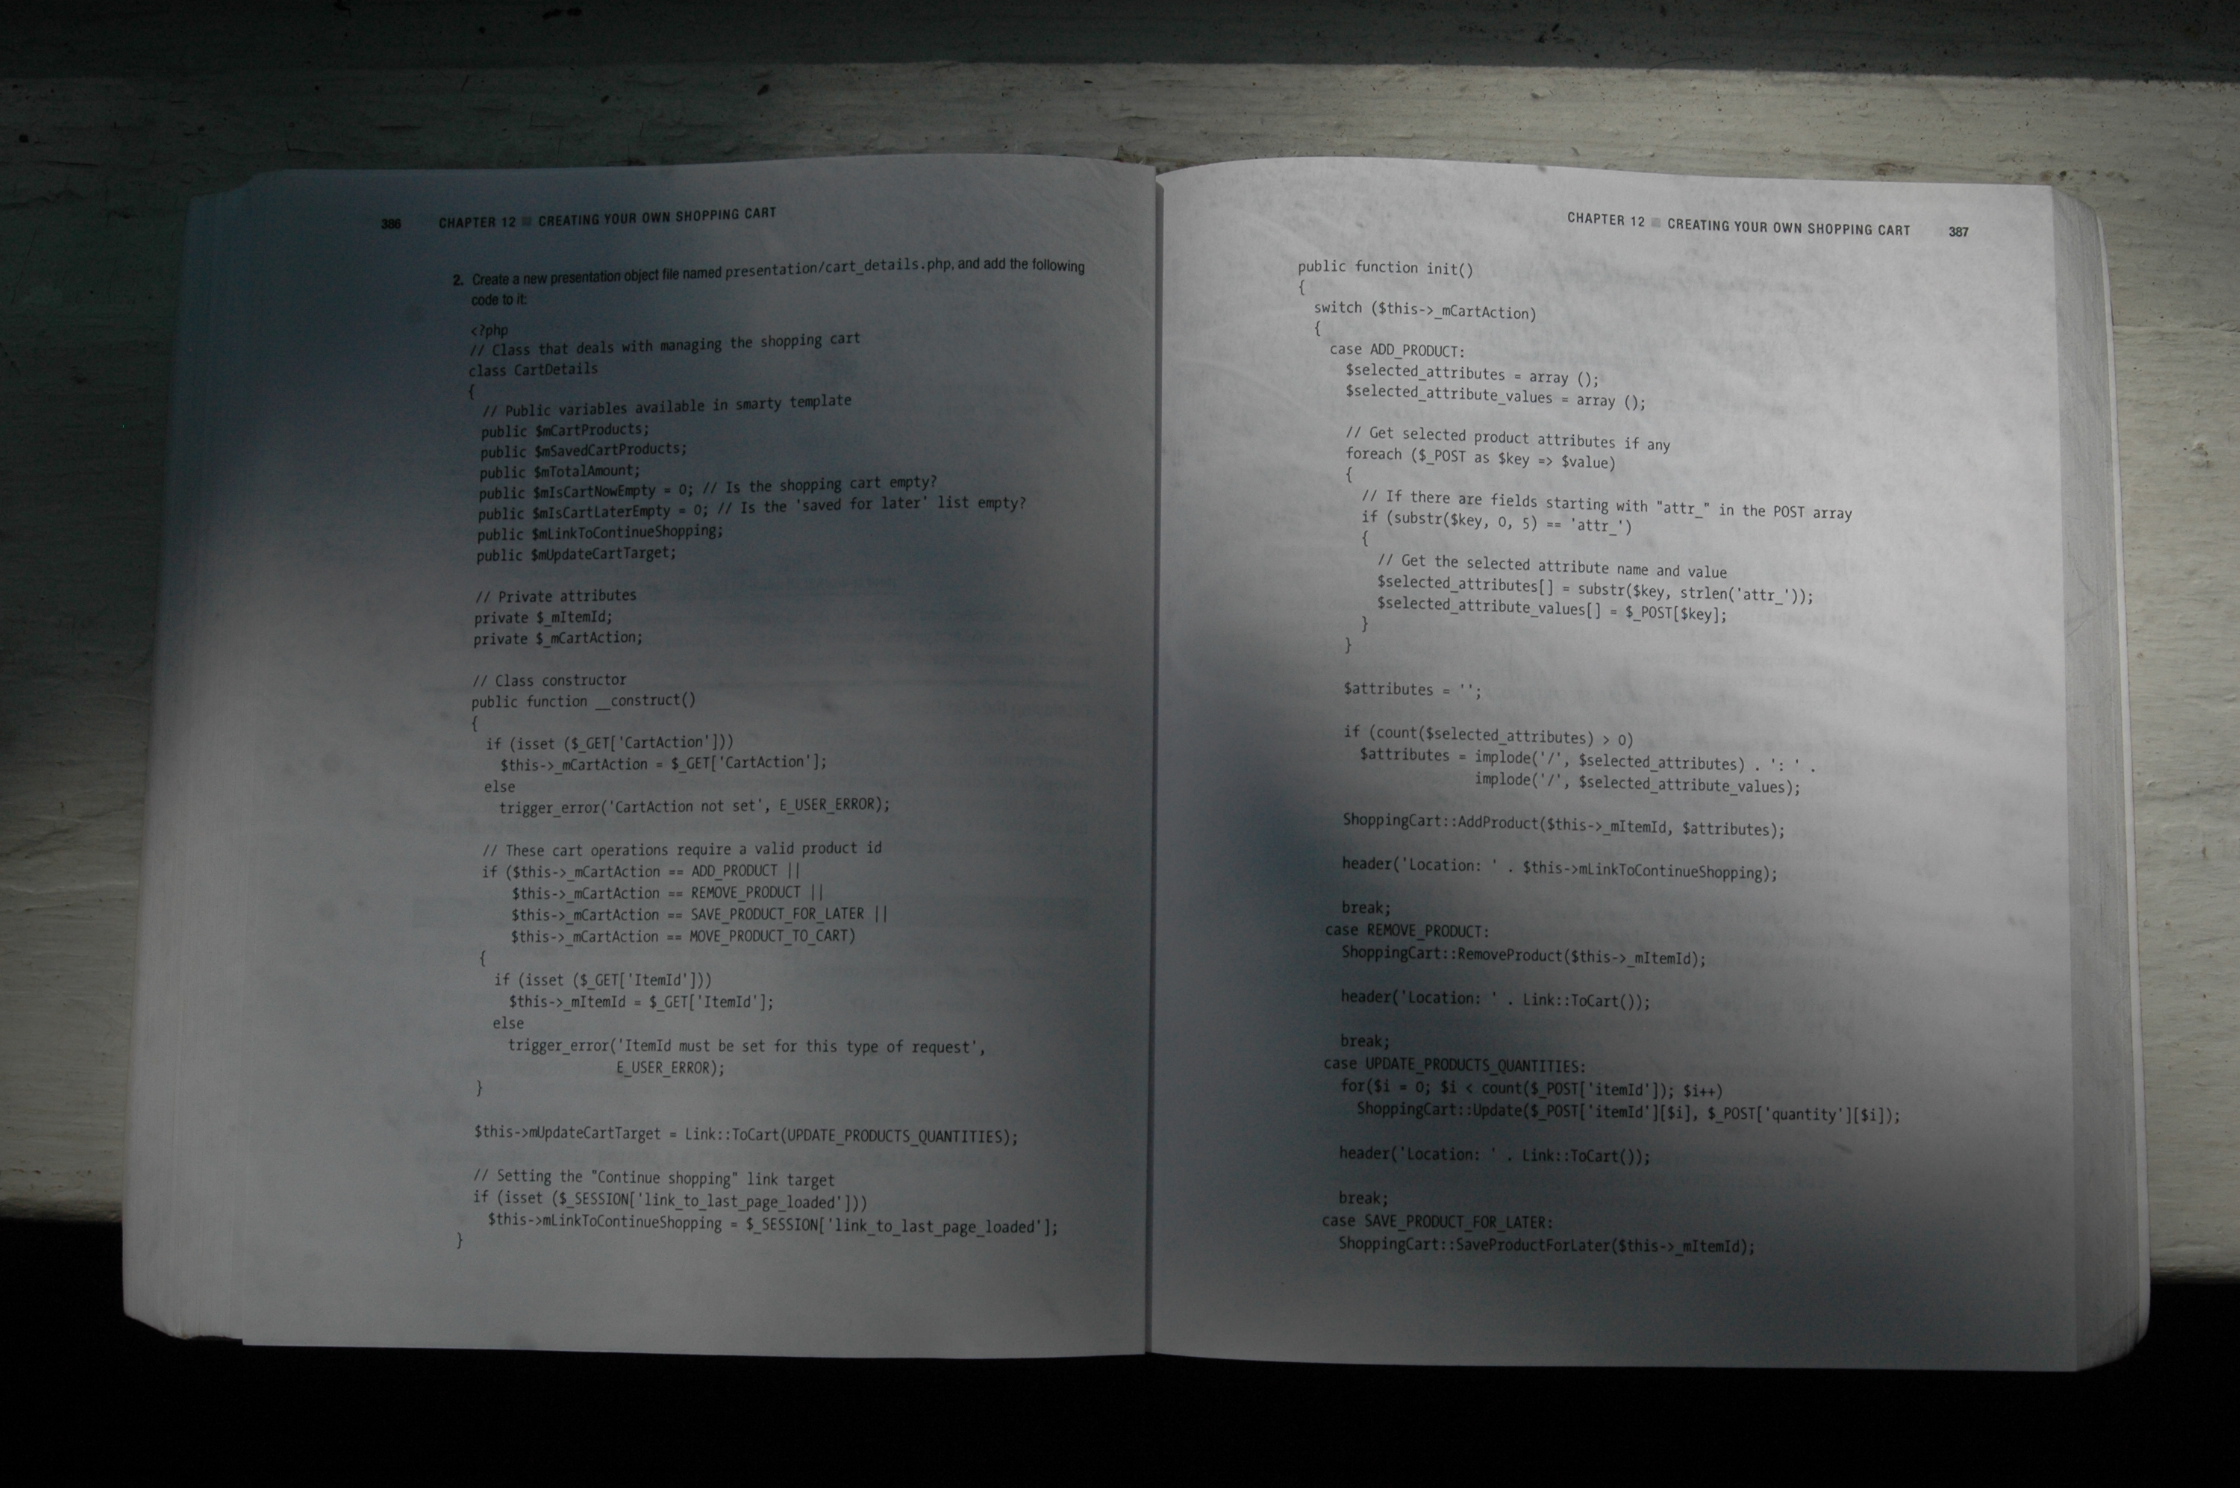 386 CHAPTER 12 ■ CREATING YOUR OWN SHOPPING CART
2. Create a new presentation object file named presentation/cart_details.php, and add the following
code to it:
<?php
// Class that deals with managing the shopping cart
class CartDetails
{
  // Public variables available in smarty template
  public $mCartProducts;
  public $mSavedCartProducts;
  public $mTotalAmount;
  public $mIsCartNowEmpty = 0; // Is the shopping cart empty?
  public $mIsCartLaterEmpty = 0; // Is the 'saved for later' list empty?
  public $mLinkToContinueShopping;
  public $mUpdateCartTarget;

  // Private attributes
  private $_mItemId;
  private $_mCartAction;

  // Class constructor
  public function __construct()
  {
    if (isset ($_GET['CartAction']))
      $this->_mCartAction = $_GET['CartAction'];
    else
      trigger_error('CartAction not set', E_USER_ERROR);

    // These cart operations require a valid product id
    if ($this->_mCartAction == ADD_PRODUCT ||
        $this->_mCartAction == REMOVE_PRODUCT ||
        $this->_mCartAction == SAVE_PRODUCT_FOR_LATER ||
        $this->_mCartAction == MOVE_PRODUCT_TO_CART)
    {
      if (isset ($_GET['ItemId']))
        $this->_mItemId = $_GET['ItemId'];
      else
        trigger_error('ItemId must be set for this type of request',
                      E_USER_ERROR);
    }

    $this->mUpdateCartTarget = Link::ToCart(UPDATE_PRODUCTS_QUANTITIES);

    // Setting the "Continue shopping" link target
    if (isset ($_SESSION['link_to_last_page_loaded']))
      $this->mLinkToContinueShopping = $_SESSION['link_to_last_page_loaded'];
  }

CHAPTER 12 ■ CREATING YOUR OWN SHOPPING CART 387
  public function init()
  {
    switch ($this->_mCartAction)
    {
      case ADD_PRODUCT:
        $selected_attributes = array ();
        $selected_attribute_values = array ();

        // Get selected product attributes if any
        foreach ($_POST as $key => $value)
        {
          // If there are fields starting with "attr_" in the POST array
          if (substr($key, 0, 5) == 'attr_')
          {
            // Get the selected attribute name and value
            $selected_attributes[] = substr($key, strlen('attr_'));
            $selected_attribute_values[] = $_POST[$key];
          }
        }

        $attributes = '';

        if (count($selected_attributes) > 0)
          $attributes = implode('/', $selected_attributes) . ': ' .
                        implode('/', $selected_attribute_values);

        ShoppingCart::AddProduct($this->_mItemId, $attributes);

        header('Location: ' . $this->mLinkToContinueShopping);

        break;
      case REMOVE_PRODUCT:
        ShoppingCart::RemoveProduct($this->_mItemId);

        header('Location: ' . Link::ToCart());

        break;
      case UPDATE_PRODUCTS_QUANTITIES:
        for($i = 0; $i < count($_POST['itemId']); $i++)
          ShoppingCart::Update($_POST['itemId'][$i], $_POST['quantity'][$i]);

        header('Location: ' . Link::ToCart());

        break;
      case SAVE_PRODUCT_FOR_LATER:
        ShoppingCart::SaveProductForLater($this->_mItemId);